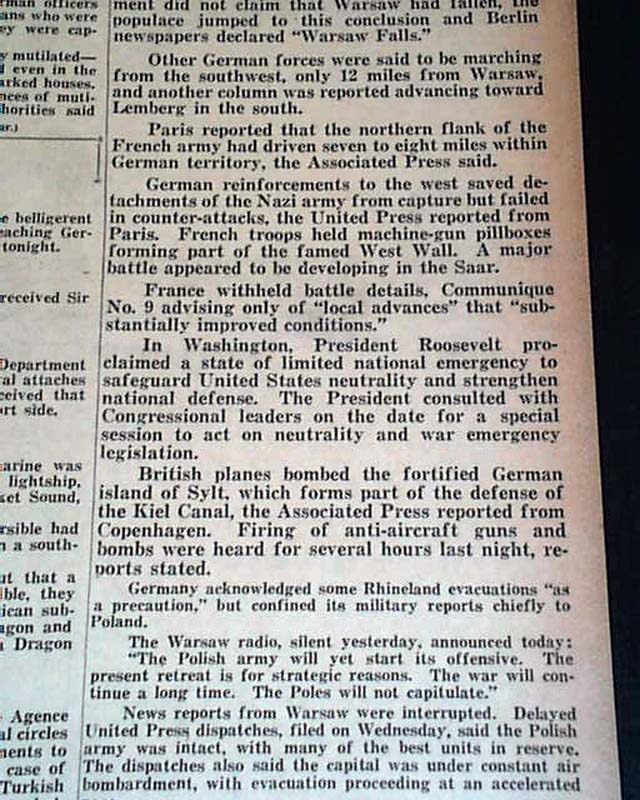 rman officers
ans who were
ey were cap-
y mutilated—
d even in the
arked houses.
nces of muti-
horities said
ar.)
e belligerent
eaching Ger-
tonight.
received Sir
Department
al attaches
ceived that
rt side.
arine was
lightship,
ket Sound,
rsible had
n a south-
ut that a
ible, they
ican sub-
agon and
Dragon
Agence
al circles
ments to
case of
Turkish
ment did not claim that Warsaw had fallen, the
populace jumped to this conclusion and Berlin
newspapers declared "Warsaw Falls."
Other German forces were said to be marching
from the southwest, only 12 miles from Warsaw,
and another column was reported advancing toward
Lemberg in the south.
Paris reported that the northern flank of the
French army had driven seven to eight miles within
German territory, the Associated Press said.
German reinforcements to the west saved de-
tachments of the Nazi army from capture but failed
in counter-attacks, the United Press reported from
Paris. French troops held machine-gun pillboxes
forming part of the famed West Wall. A major
battle appeared to be developing in the Saar.
France withheld battle details, Communique
No. 9 advising only of "local advances" that "sub-
stantially improved conditions."
In Washington, President Roosevelt pro-
claimed a state of limited national emergency to
safeguard United States neutrality and strengthen
national defense. The President consulted with
Congressional leaders on the date for a special
session to act on neutrality and war emergency
legislation.
British planes bombed the fortified German
island of Sylt, which forms part of the defense of
the Kiel Canal, the Associated Press reported from
Copenhagen. Firing of anti-aircraft guns and
bombs were heard for several hours last night, re-
ports stated.
Germany acknowledged some Rhineland evacuations "as
a precaution," but confined its military reports chiefly to
Poland.
The Warsaw radio, silent yesterday, announced today:
"The Polish army will yet start its offensive. The
present retreat is for strategic reasons. The war will con-
tinue a long time. The Poles will not capitulate."
News reports from Warsaw were interrupted. Delayed
United Press dispatches, filed on Wednesday, said the Polish
army was intact, with many of the best units in reserve.
The dispatches also said the capital was under constant air
bombardment, with evacuation proceeding at an accelerated